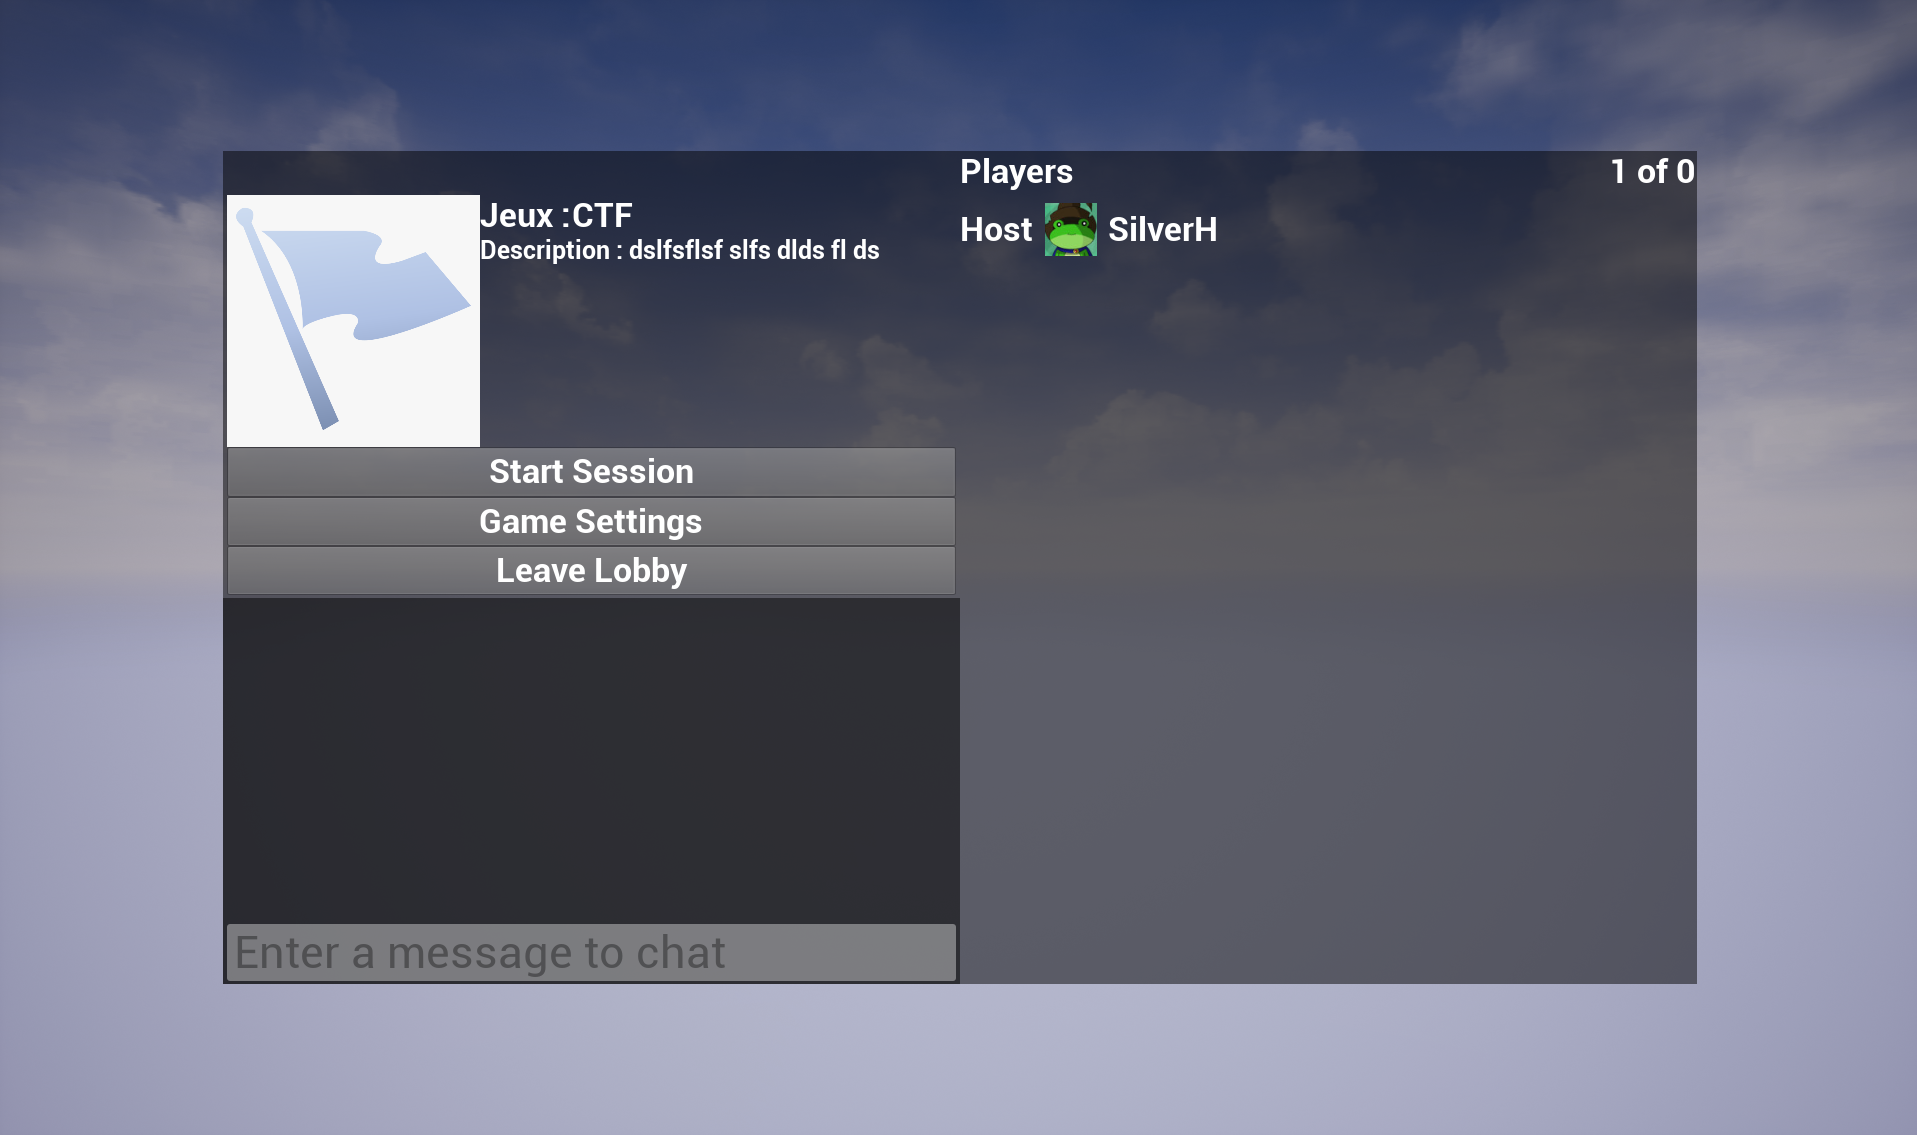 Players
1 of 0
Jeux :CTF
Description : dslfsflsf slfs dlds fl ds
Host SilverH
Start Session
Game Settings
Leave Lobby
Enter a message to chat